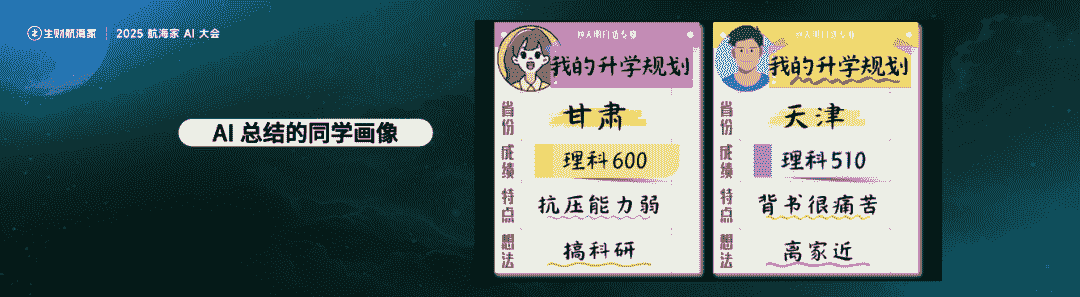 生财航海家 | 2025 航海家 AI 大会
AI 总结的同学画像
我的升学规划
省份 甘肃
成绩 理科600
特点 抗压能力弱
想法 搞科研
我的升学规划
省份 天津
成绩 理科510
特点 背书很痛苦
想法 离家近